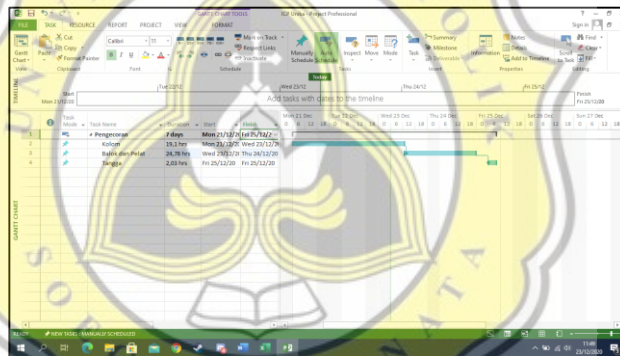 GANTT CHART TOOLS
- Project Professional
FILE TASK RESOURCE REPORT PROJECT VIEW FORMAT
Sign in
Gantt Chart
Paste
Cut
Copy
Format Painter
Calibri 11
B I U
Mark on Track
Respect Links
Inactivate
Manually Schedule
Auto Schedule
Inspect Move Mode
Task
Summary
Milestone
Deliverable
Information
Notes
Details
Add to Timeline
Find
Clear
Fill
View Clipboard Font Schedule Tasks Properties Editing
Today
Tue 22/12 Wed 23/12 Thu 24/12 Fri 25/12
TIMELINE
Start
Mon 21/12/20
Add tasks with dates to the timeline
Finish
Fri 25/12/20
Task Mode Task Name Duration Start Finish
Mon 21 Dec Tue 22 Dec Wed 23 Dec Thu 24 Dec Fri 25 Dec Sat 26 Dec Sun 27 Dec
1 Pengecoran 7 days Mon 21/12/2 Fri 25/12/2
2 Kolom 19,1 hrs Mon 21/12/2 Wed 23/12/2
3 Balok dan Pelat 24,78 hrs Wed 23/12/2 Thu 24/12/20
4 Tangga 2,03 hrs Fri 25/12/20 Fri 25/12/20
GANTT CHART
READY NEW TASKS : MANUALLY SCHEDULED
11:49
23/12/2020